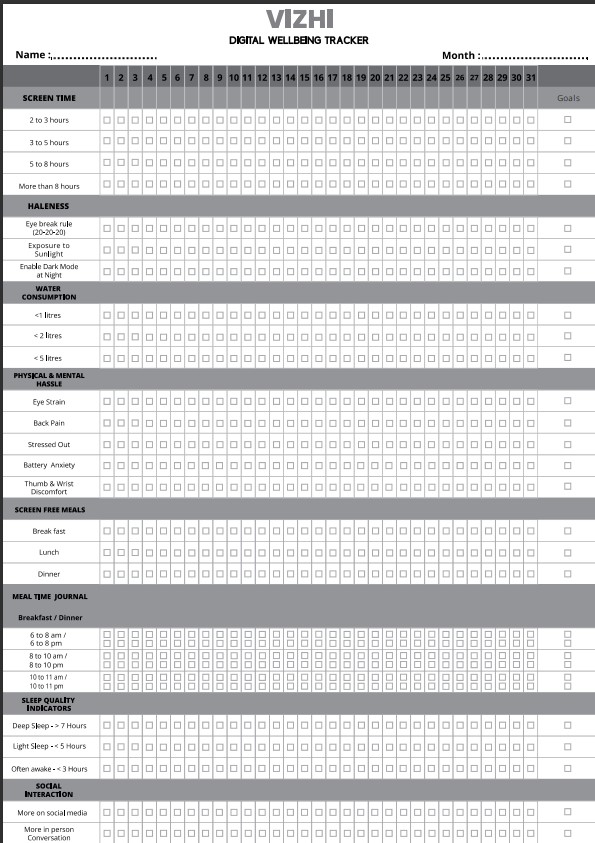 VIZHI
DIGITAL WELLBEING TRACKER
Name :
Month :
1 2 3 4 5 6 7 8 9 10 11 12 13 14 15 16 17 18 19 20 21 22 23 24 25 26 27 28 29 30 31
SCREEN TIME Goals
2 to 3 hours
3 to 5 hours
5 to 8 hours
More than 8 hours
HALENESS
Eye break rule
(20-20-20)
Exposure to
Sunlight
Enable Dark Mode
at Night
WATER
CONSUMPTION
<1 litres
< 2 litres
< 5 litres
PHYSICAL & MENTAL
HASSLE
Eye Strain
Back Pain
Stressed Out
Battery Anxiety
Thumb & Wrist
Discomfort
SCREEN FREE MEALS
Break fast
Lunch
Dinner
MEAL TIME JOURNAL
Breakfast / Dinner
6 to 8 am /
6 to 8 pm
8 to 10 am /
8 to 10 pm
10 to 11 am /
10 to 11 pm
SLEEP QUALITY
INDICATORS
Deep Sleep - > 7 Hours
Light Sleep - < 5 Hours
Often awake - < 3 Hours
SOCIAL
INTERACTION
More on social media
More in person
Conversation